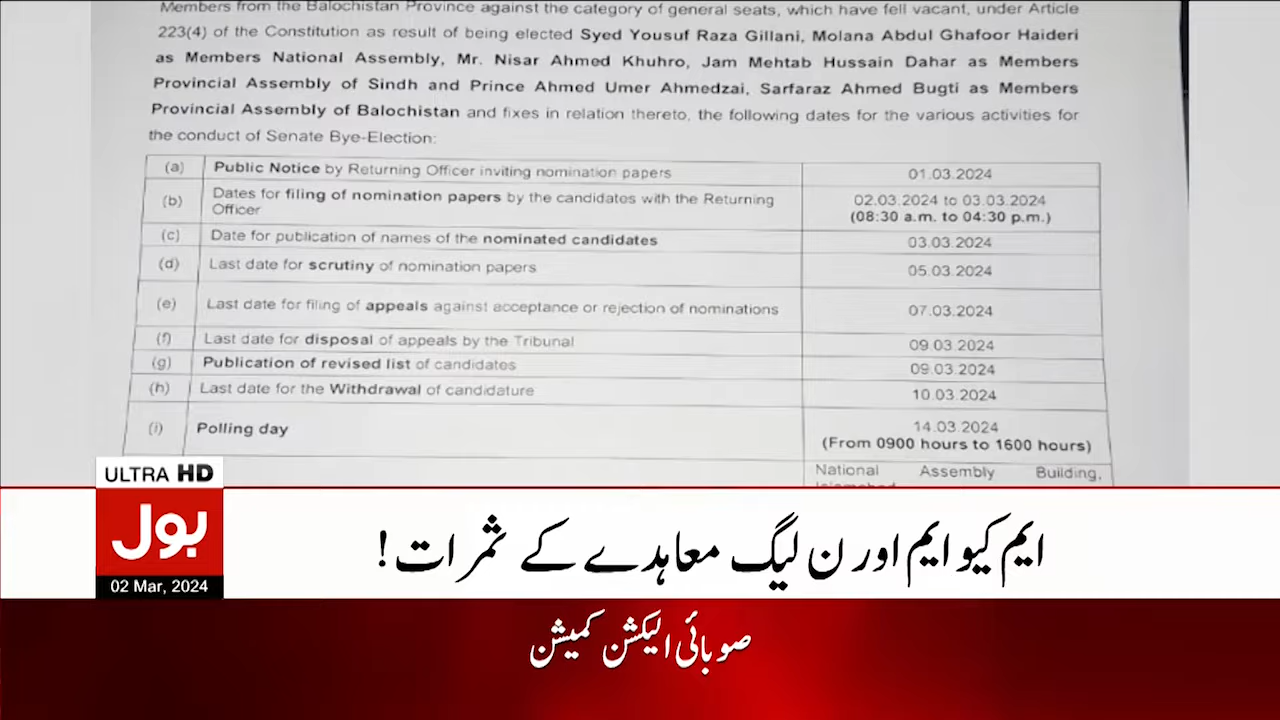 Members from the Balochistan Province against the category of general seats, which have fell vacant, under Article
223(4) of the Constitution as result of being elected Syed Yousuf Raza Gillani, Molana Abdul Ghafoor Haideri
as Members National Assembly, Mr. Nisar Ahmed Khuhro, Jam Mehtab Hussain Dahar as Members
Provincial Assembly of Sindh and Prince Ahmed Umer Ahmedzai, Sarfaraz Ahmed Bugti as Members
Provincial Assembly of Balochistan and fixes in relation thereto, the following dates for the various activities for
the conduct of Senate Bye-Election:
(a) Public Notice by Returning Officer inviting nomination papers 01.03.2024
(b) Dates for filing of nomination papers by the candidates with the Returning Officer 02.03.2024 to 03.03.2024 (08:30 a.m. to 04:30 p.m.)
(c) Date for publication of names of the nominated candidates 03.03.2024
(d) Last date for scrutiny of nomination papers 05.03.2024
(e) Last date for filing of appeals against acceptance or rejection of nominations 07.03.2024
(f) Last date for disposal of appeals by the Tribunal 09.03.2024
(g) Publication of revised list of candidates 09.03.2024
(h) Last date for the Withdrawal of candidature 10.03.2024
(i) Polling day 14.03.2024 (From 0900 hours to 1600 hours)
National Assembly Building,
ULTRA HD
بول
02 Mar, 2024
ایم کیو ایم اور ن لیگ معاہدے کے ثمرات!
صوبائی الیکشن کمیشن